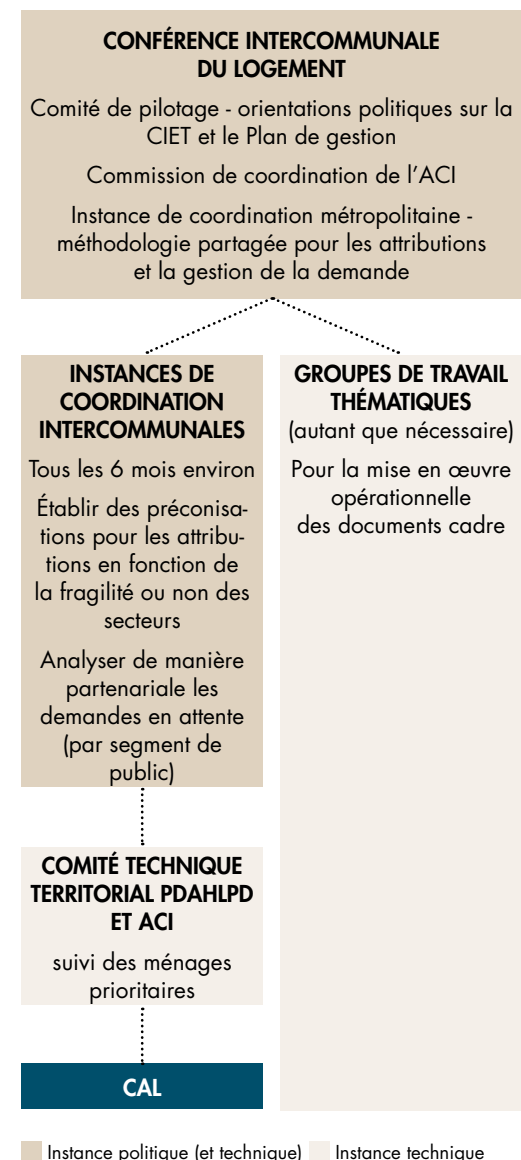 CONFÉRENCE INTERCOMMUNALE
DU LOGEMENT
Comité de pilotage - orientations politiques sur la
CIET et le Plan de gestion
Commission de coordination de l'ACI
Instance de coordination métropolitaine -
méthodologie partagée pour les attributions
et la gestion de la demande
INSTANCES DE
COORDINATION
INTERCOMMUNALES
Tous les 6 mois environ
Établir des préconisa-
tions pour les attribu-
tions en fonction de
la fragilité ou non des
secteurs
Analyser de manière
partenariale les
demandes en attente
(par segment de
public)
GROUPES DE TRAVAIL
THÉMATIQUES
(autant que nécessaire)
Pour la mise en œuvre
opérationnelle
des documents cadre
COMITÉ TECHNIQUE
TERRITORIAL PDAHLPD
ET ACI
suivi des ménages
prioritaires
CAL
Instance politique (et technique) Instance technique